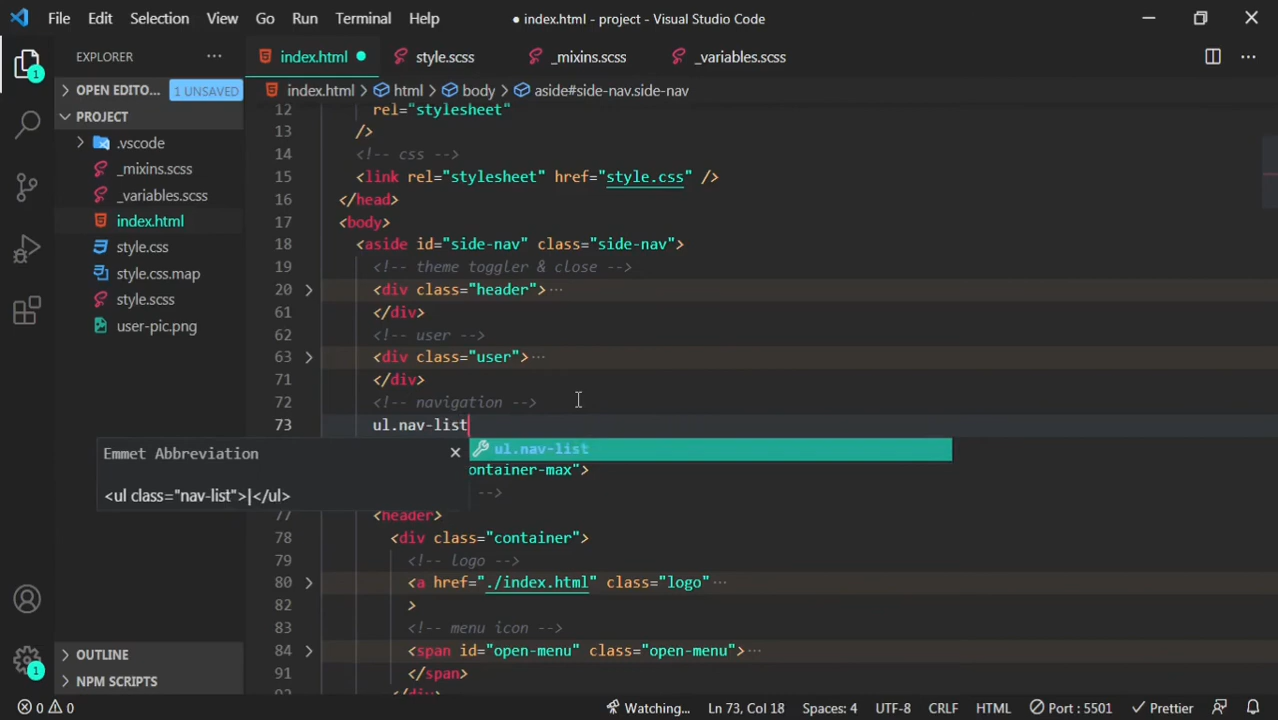 File Edit Selection View Go Run Terminal Help ● index.html - project - Visual Studio Code
1
EXPLORER ···
index.html ● style.scss _mixins.scss _variables.scss
OPEN EDITO... 1 UNSAVED
PROJECT
.vscode
_mixins.scss
_variables.scss
index.html
style.css
style.css.map
style.scss
user-pic.png
OUTLINE
NPM SCRIPTS
1
index.html > html > body > aside#side-nav.side-nav
12 rel="stylesheet"
13 />
14 <!-- css -->
15 <link rel="stylesheet" href="style.css" />
16 </head>
17 <body>
18 <aside id="side-nav" class="side-nav">
19 <!-- theme toggler & close -->
20 <div class="header">···
61 </div>
62 <!-- user -->
63 <div class="user">···
71 </div>
72 <!-- navigation -->
73 ul.nav-list
ul.nav-list
Emmet Abbreviation
<ul class="nav-list">|</ul>
ontainer-max">
-->
77 <header>
78 <div class="container">
79 <!-- logo -->
80 <a href="./index.html" class="logo"···
82 >
83 <!-- menu icon -->
84 <span id="open-menu" class="open-menu">···
91 </span>
92 </div>
0 0 Watching... Ln 73, Col 18 Spaces: 4 UTF-8 CRLF HTML Port : 5501 Prettier